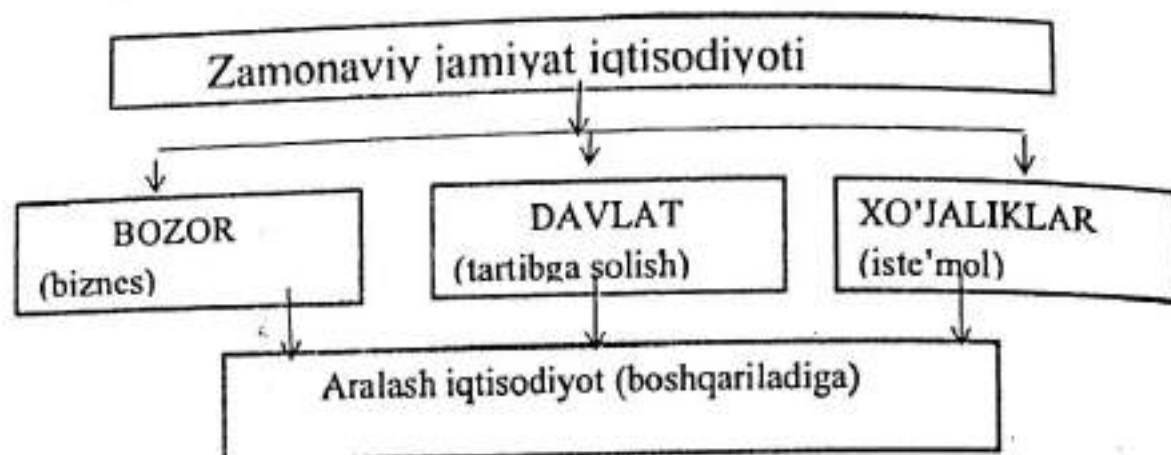 Zamonaviy jamiyat iqtisodiyoti
BOZOR
(biznes)
DAVLAT
(tartibga solish)
XO'JALIKLAR
(iste'mol)
Aralash iqtisodiyot (boshqariladiga)